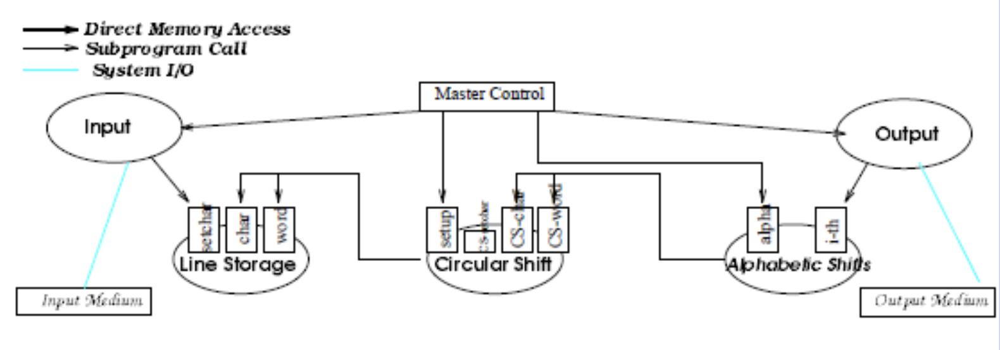 Direct Memory Access
Subprogram Call
System I/O
Master Control
Input
Output
setchar
char
word
setup
CS-char
CS-word
alpha
i-th
Line Storage
Circular Shift
Alphabetic Shifts
Input Medium
Output Medium